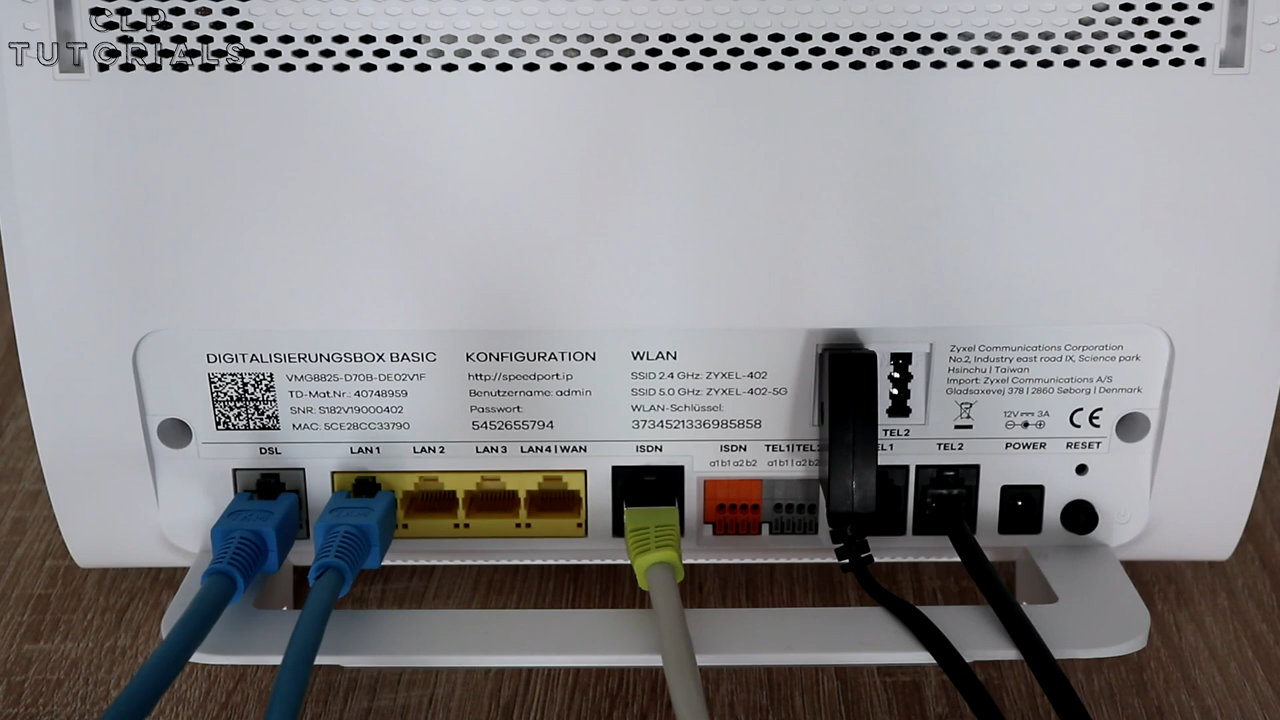 CLP
TUTORIALS
DIGITALISIERUNGSBOX BASIC
VMG8825-D70B-DE02V1F
TD-Mat.Nr.: 40748959
SNR: S182V19000402
MAC: 5CE28CC33790
KONFIGURATION
http://speedport.ip
Benutzername: admin
Passwort:
5452655794
WLAN
SSID 2.4 GHz: ZYXEL-402
SSID 5.0 GHz: ZYXEL-402-5G
WLAN-Schlüssel:
3734521336985858
TEL2
Zyxel Communications Corporation
No.2, Industry east road IX, Science park
Hsinchu | Taiwan
Import: Zyxel Communications A/S
Gladsaxevej 378 | 2860 Søborg | Denmark
12V 3A
CE
DSL
LAN 1
LAN 2
LAN 3
LAN4 | WAN
ISDN
ISDN
a1 b1 a2 b2
TEL1|TEL
a1 b1 | a2 b2
EL1
TEL2
POWER
RESET